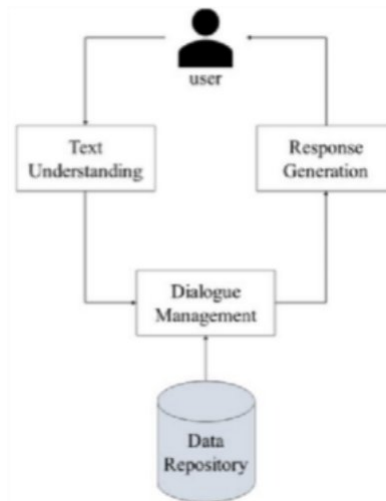 user
Text
Understanding
Response
Generation
Dialogue
Management
Data
Repository